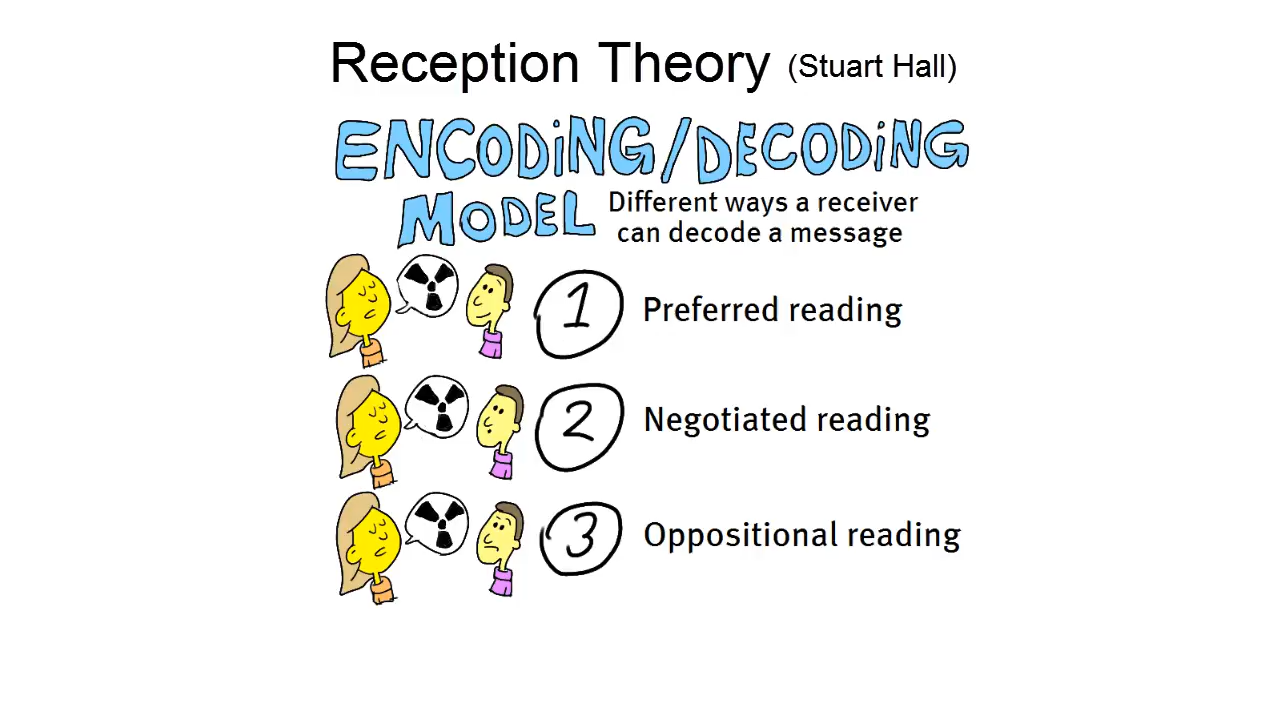 Reception Theory (Stuart Hall)
ENCODiNG/DECODiNG
MODEL
Different ways a receiver
can decode a message
1 Preferred reading
2 Negotiated reading
3 Oppositional reading